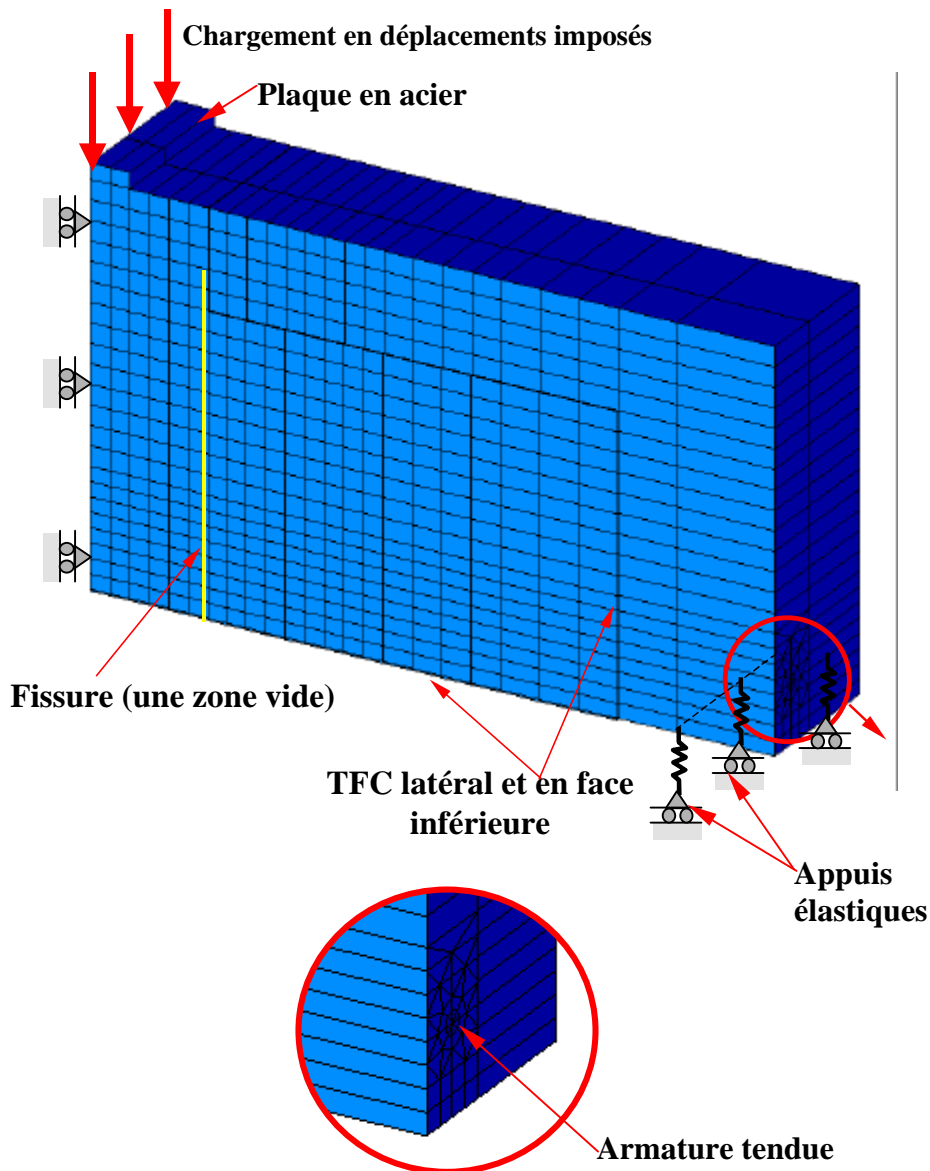 Chargement en déplacements imposés
Plaque en acier
Fissure (une zone vide)
TFC latéral et en face
inférieure
Appuis
élastiques
Armature tendue